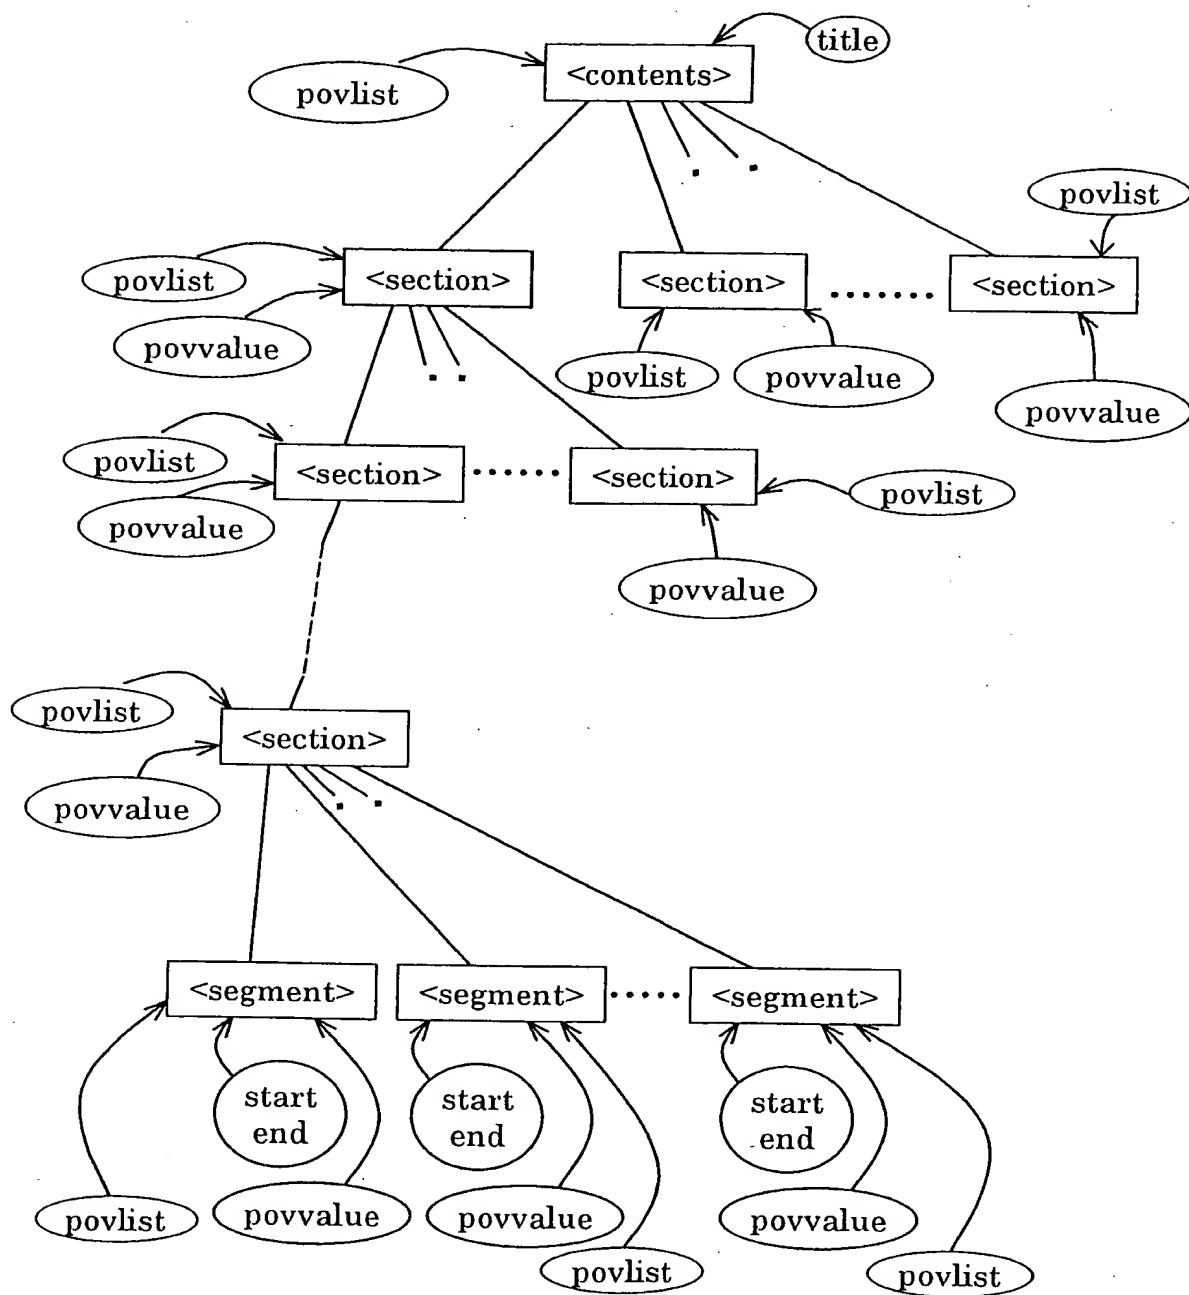 title
<contents>
povlist
povlist
<section>
<section>
<section>
povlist
povvalue
povlist
povvalue
povvalue
povlist
<section>
<section>
povlist
povvalue
povvalue
povlist
<section>
povvalue
<segment>
<segment>
<segment>
start
end
start
end
start
end
povlist
povvalue
povvalue
povvalue
povlist
povlist